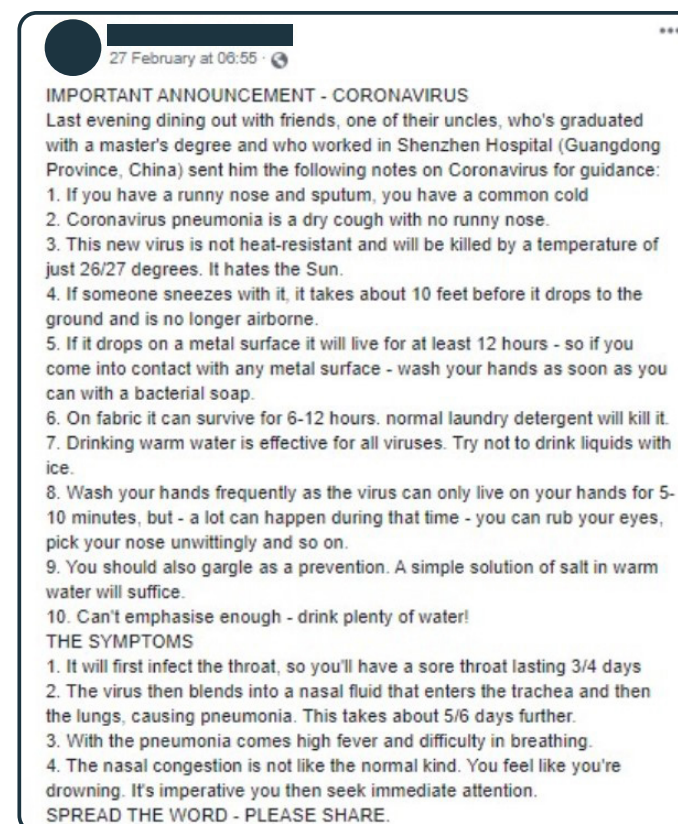 27 February at 06:55 ·
IMPORTANT ANNOUNCEMENT - CORONAVIRUS
Last evening dining out with friends, one of their uncles, who's graduated
with a master's degree and who worked in Shenzhen Hospital (Guangdong
Province, China) sent him the following notes on Coronavirus for guidance:
1. If you have a runny nose and sputum, you have a common cold
2. Coronavirus pneumonia is a dry cough with no runny nose.
3. This new virus is not heat-resistant and will be killed by a temperature of
just 26/27 degrees. It hates the Sun.
4. If someone sneezes with it, it takes about 10 feet before it drops to the
ground and is no longer airborne.
5. If it drops on a metal surface it will live for at least 12 hours - so if you
come into contact with any metal surface - wash your hands as soon as you
can with a bacterial soap.
6. On fabric it can survive for 6-12 hours. normal laundry detergent will kill it.
7. Drinking warm water is effective for all viruses. Try not to drink liquids with
ice.
8. Wash your hands frequently as the virus can only live on your hands for 5-
10 minutes, but - a lot can happen during that time - you can rub your eyes,
pick your nose unwittingly and so on.
9. You should also gargle as a prevention. A simple solution of salt in warm
water will suffice.
10. Can't emphasise enough - drink plenty of water!
THE SYMPTOMS
1. It will first infect the throat, so you'll have a sore throat lasting 3/4 days
2. The virus then blends into a nasal fluid that enters the trachea and then
the lungs, causing pneumonia. This takes about 5/6 days further.
3. With the pneumonia comes high fever and difficulty in breathing.
4. The nasal congestion is not like the normal kind. You feel like you're
drowning. It's imperative you then seek immediate attention.
SPREAD THE WORD - PLEASE SHARE.